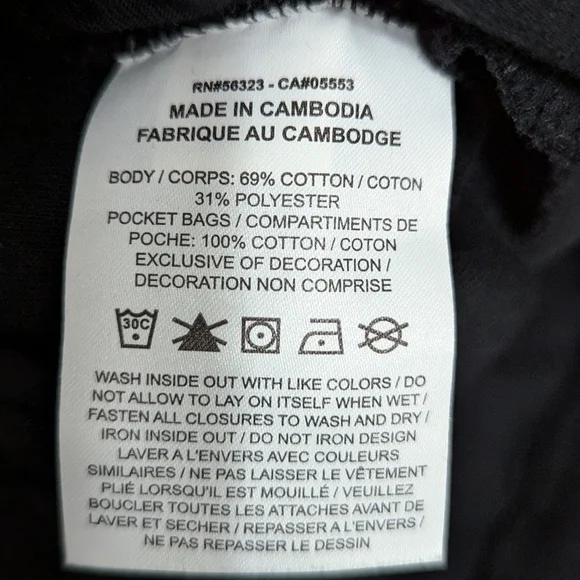 RN#56323 - CA#05553
MADE IN CAMBODIA
FABRIQUE AU CAMBODGE
BODY / CORPS: 69% COTTON / COTON
31% POLYESTER
POCKET BAGS / COMPARTIMENTS DE
POCHE: 100% COTTON / COTON
EXCLUSIVE OF DECORATION /
DECORATION NON COMPRISE
30C
WASH INSIDE OUT WITH LIKE COLORS / DO
NOT ALLOW TO LAY ON ITSELF WHEN WET /
FASTEN ALL CLOSURES TO WASH AND DRY /
IRON INSIDE OUT / DO NOT IRON DESIGN
LAVER A L'ENVERS AVEC COULEURS
SIMILAIRES / NE PAS LAISSER LE VÊTEMENT
PLIÉ LORSQU'IL EST MOUILLÉ / VEUILLEZ
BOUCLER TOUTES LES ATTACHES AVANT DE
LAVER ET SECHER / REPASSER A L'ENVERS /
NE PAS REPASSER LE DESSIN